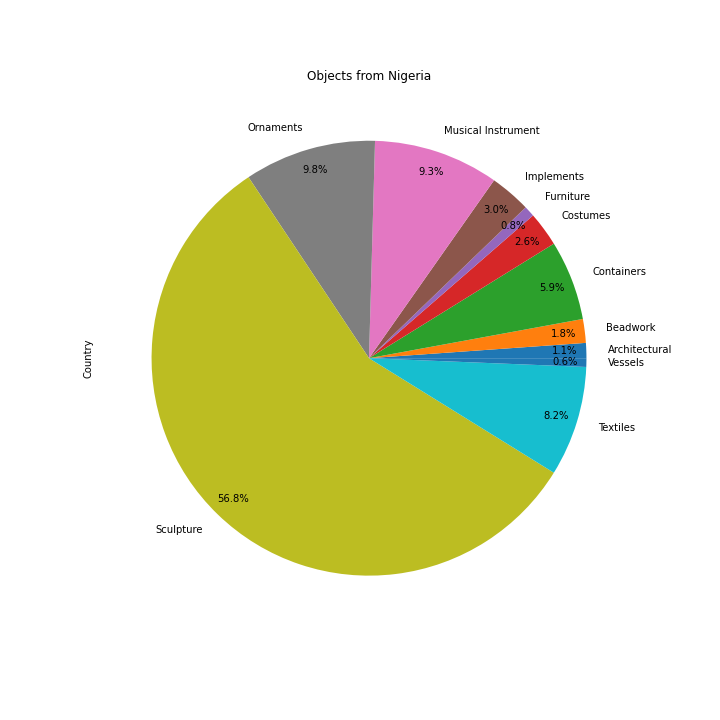 Objects from Nigeria
Ornaments
Musical Instrument
9.8%
9.3%
Implements
Furniture
3.0%
Costumes
0.8%
2.6%
Containers
5.9%
Beadwork
1.8%
Architectural
1.1%
Vessels
0.6%
Country
8.2%
Textiles
56.8%
Sculpture